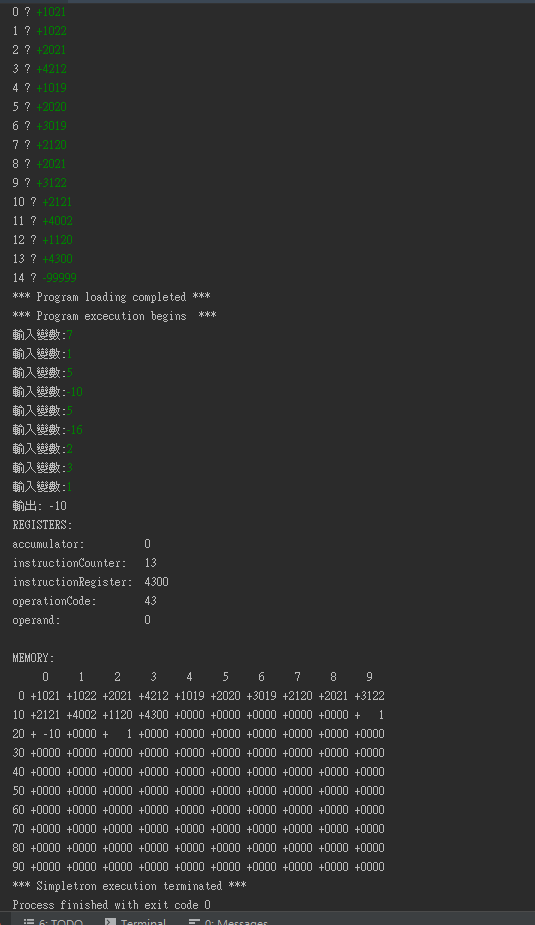 0 ? +1021
1 ? +1022
2 ? +2021
3 ? +4212
4 ? +1019
5 ? +2020
6 ? +3019
7 ? +2120
8 ? +2021
9 ? +3122
10 ? +2121
11 ? +4002
12 ? +1120
13 ? +4300
14 ? -99999
*** Program loading completed ***
*** Program excecution begins  ***
輸入變數:7
輸入變數:1
輸入變數:5
輸入變數:-10
輸入變數:5
輸入變數:-16
輸入變數:2
輸入變數:3
輸入變數:1
輸出: -10
REGISTERS:
accumulator:          0
instructionCounter:   13
instructionRegister:  4300
operationCode:        43
operand:              0
MEMORY:
     0     1     2     3     4     5     6     7     8     9
 0 +1021 +1022 +2021 +4212 +1019 +2020 +3019 +2120 +2021 +3122
10 +2121 +4002 +1120 +4300 +0000 +0000 +0000 +0000 +0000 +   1
20 + -10 +0000 +   1 +0000 +0000 +0000 +0000 +0000 +0000 +0000
30 +0000 +0000 +0000 +0000 +0000 +0000 +0000 +0000 +0000 +0000
40 +0000 +0000 +0000 +0000 +0000 +0000 +0000 +0000 +0000 +0000
50 +0000 +0000 +0000 +0000 +0000 +0000 +0000 +0000 +0000 +0000
60 +0000 +0000 +0000 +0000 +0000 +0000 +0000 +0000 +0000 +0000
70 +0000 +0000 +0000 +0000 +0000 +0000 +0000 +0000 +0000 +0000
80 +0000 +0000 +0000 +0000 +0000 +0000 +0000 +0000 +0000 +0000
90 +0000 +0000 +0000 +0000 +0000 +0000 +0000 +0000 +0000 +0000
*** Simpletron execution terminated ***
Process finished with exit code 0
6: TODO Terminal 0: Messages